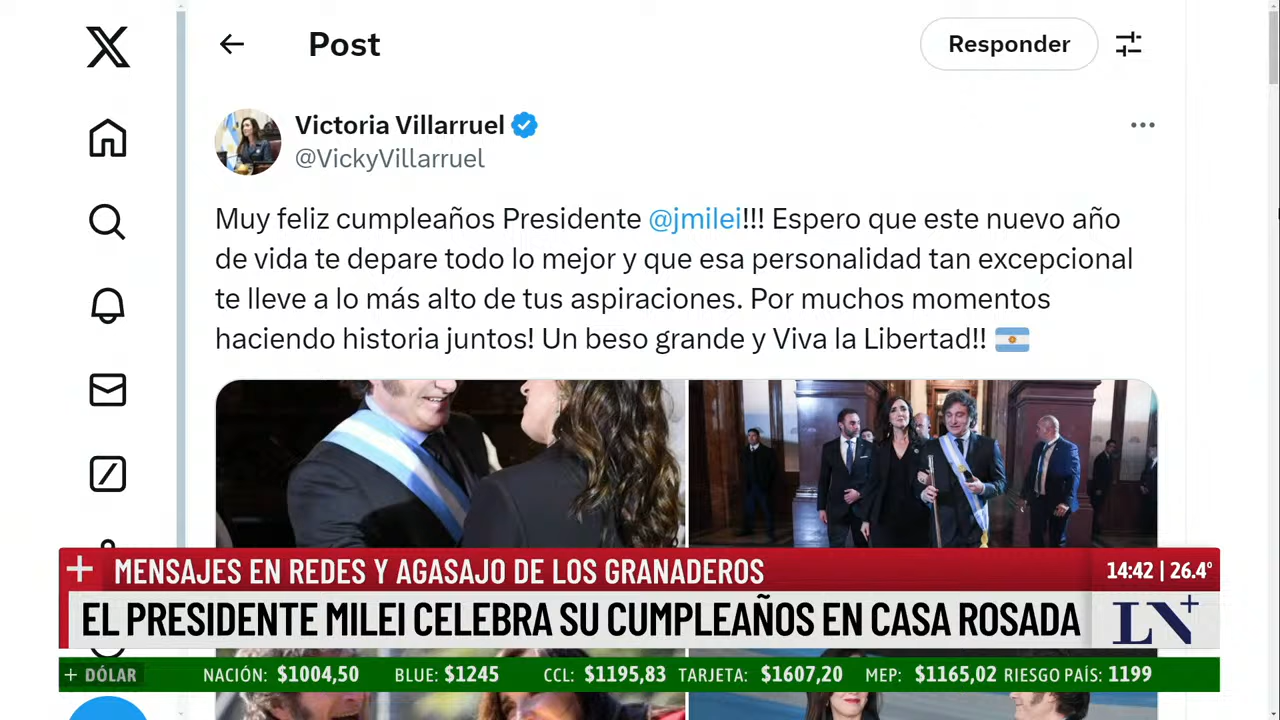 Post
Responder
Victoria Villarruel
@VickyVillarruel
Muy feliz cumpleaños Presidente @jmilei!!! Espero que este nuevo año
de vida te depare todo lo mejor y que esa personalidad tan excepcional
te lleve a lo más alto de tus aspiraciones. Por muchos momentos
haciendo historia juntos! Un beso grande y Viva la Libertad!!
MENSAJES EN REDES Y AGASAJO DE LOS GRANADEROS
14:42 | 26.4°
EL PRESIDENTE MILEI CELEBRA SU CUMPLEAÑOS EN CASA ROSADA
LN+
+ DÓLAR NACIÓN: $1004,50 BLUE: $1245 CCL: $1195,83 TARJETA: $1607,20 MEP: $1165,02 RIESGO PAÍS: 1199